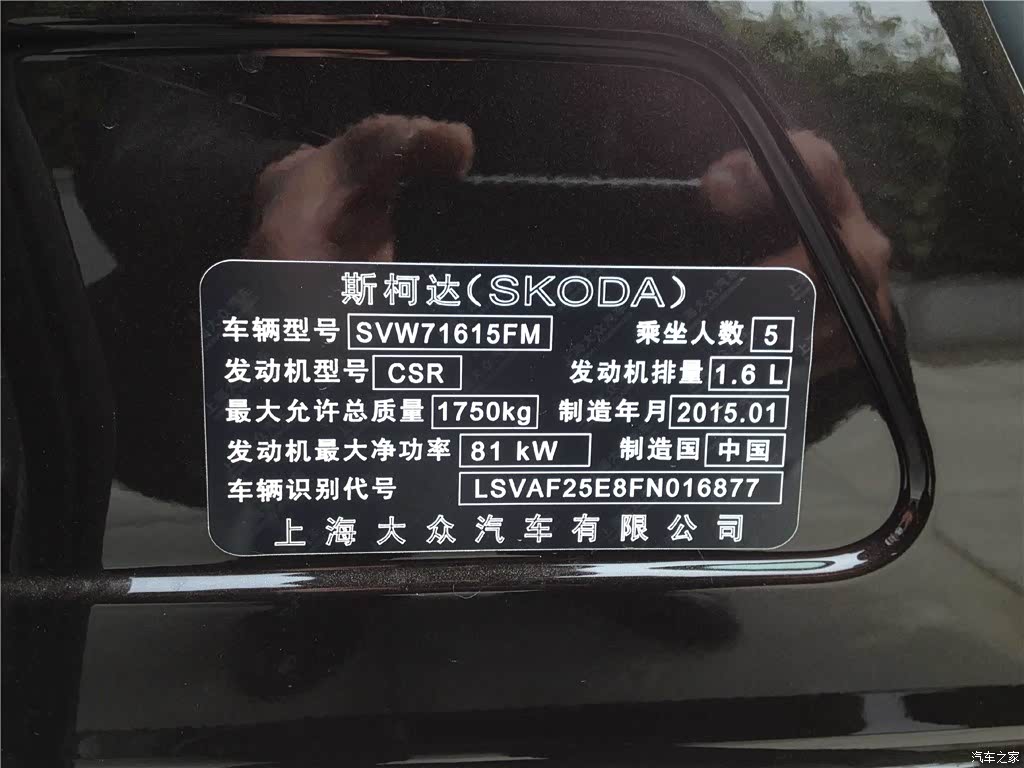 斯柯达(SKODA)
车辆型号 SVW71615FM 乘坐人数 5
发动机型号 CSR 发动机排量 1.6 L
最大允许总质量 1750kg 制造年月 2015.01
发动机最大净功率 81 kW 制造国 中国
车辆识别代号 LSVAF25E8FN016877
上海大众汽车有限公司
汽车之家